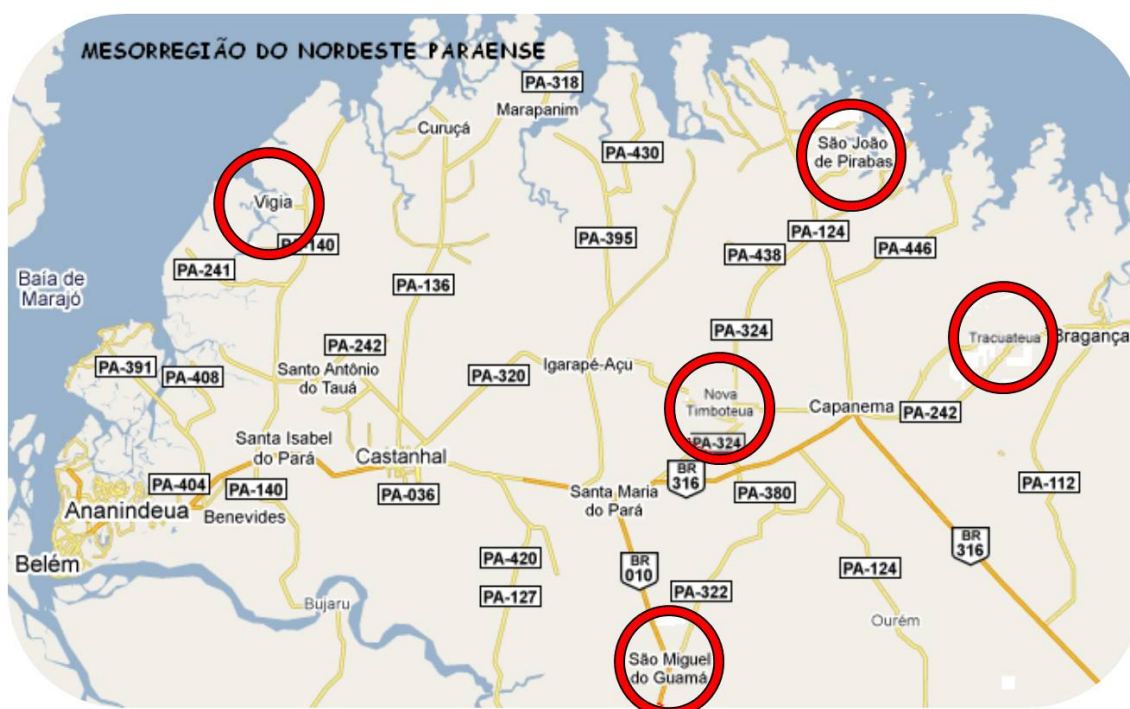 MESORREGIÃO DO NORDESTE PARAENSE
PA-318
Marapanim
Curuçá
PA-430
São João
de Pirabas
Vigia
PA-140
PA-395
PA-124
PA-438
PA-446
PA-241
Baía de
Marajó
PA-136
PA-324
Tracuateua
Bragança
PA-242
PA-391
PA-408
Santo Antônio
do Tauá
PA-320
Igarapé-Açu
Nova
Timboteua
Capanema
PA-242
Santa Isabel
do Pará
Castanhal
PA-324
BR
316
PA-404
PA-140
PA-036
Santa Maria
do Pará
PA-380
PA-112
Ananindeua
Benevides
BR
316
Belém
PA-420
BR
010
PA-124
PA-127
PA-322
Bujaru
Ourém
São Miguel
do Guamá